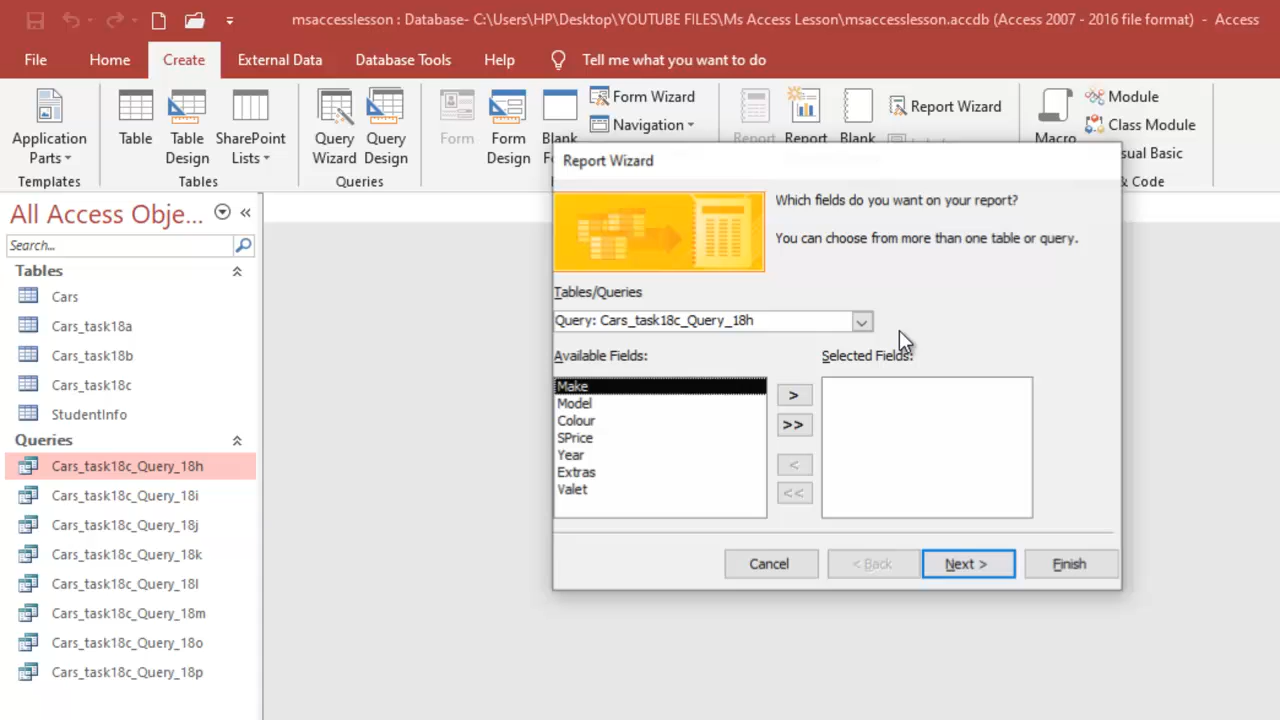 msaccesslesson : Database- C:\Users\HP\Desktop\YOUTUBE FILES\Ms Access Lesson\msaccesslesson.accdb (Access 2007 - 2016 file format) - Access
File Home Create External Data Database Tools Help Tell me what you want to do
Application Parts
Table
Table Design
SharePoint Lists
Query Wizard
Query Design
Form
Form Design
Blank
Form Wizard
Navigation
Report
Report
Blank
Report Wizard
Macro
Module
Class Module
sual Basic
Templates Tables Queries & Code
All Access Obje...
Search...
Tables
Cars
Cars_task18a
Cars_task18b
Cars_task18c
StudentInfo
Queries
Cars_task18c_Query_18h
Cars_task18c_Query_18i
Cars_task18c_Query_18j
Cars_task18c_Query_18k
Cars_task18c_Query_18l
Cars_task18c_Query_18m
Cars_task18c_Query_18o
Cars_task18c_Query_18p
Report Wizard
Which fields do you want on your report?
You can choose from more than one table or query.
Tables/Queries
Query: Cars_task18c_Query_18h
Available Fields: Selected Fields:
Make
Model
Colour
SPrice
Year
Extras
Valet
>
>>
<
<<
Cancel < Back Next > Finish